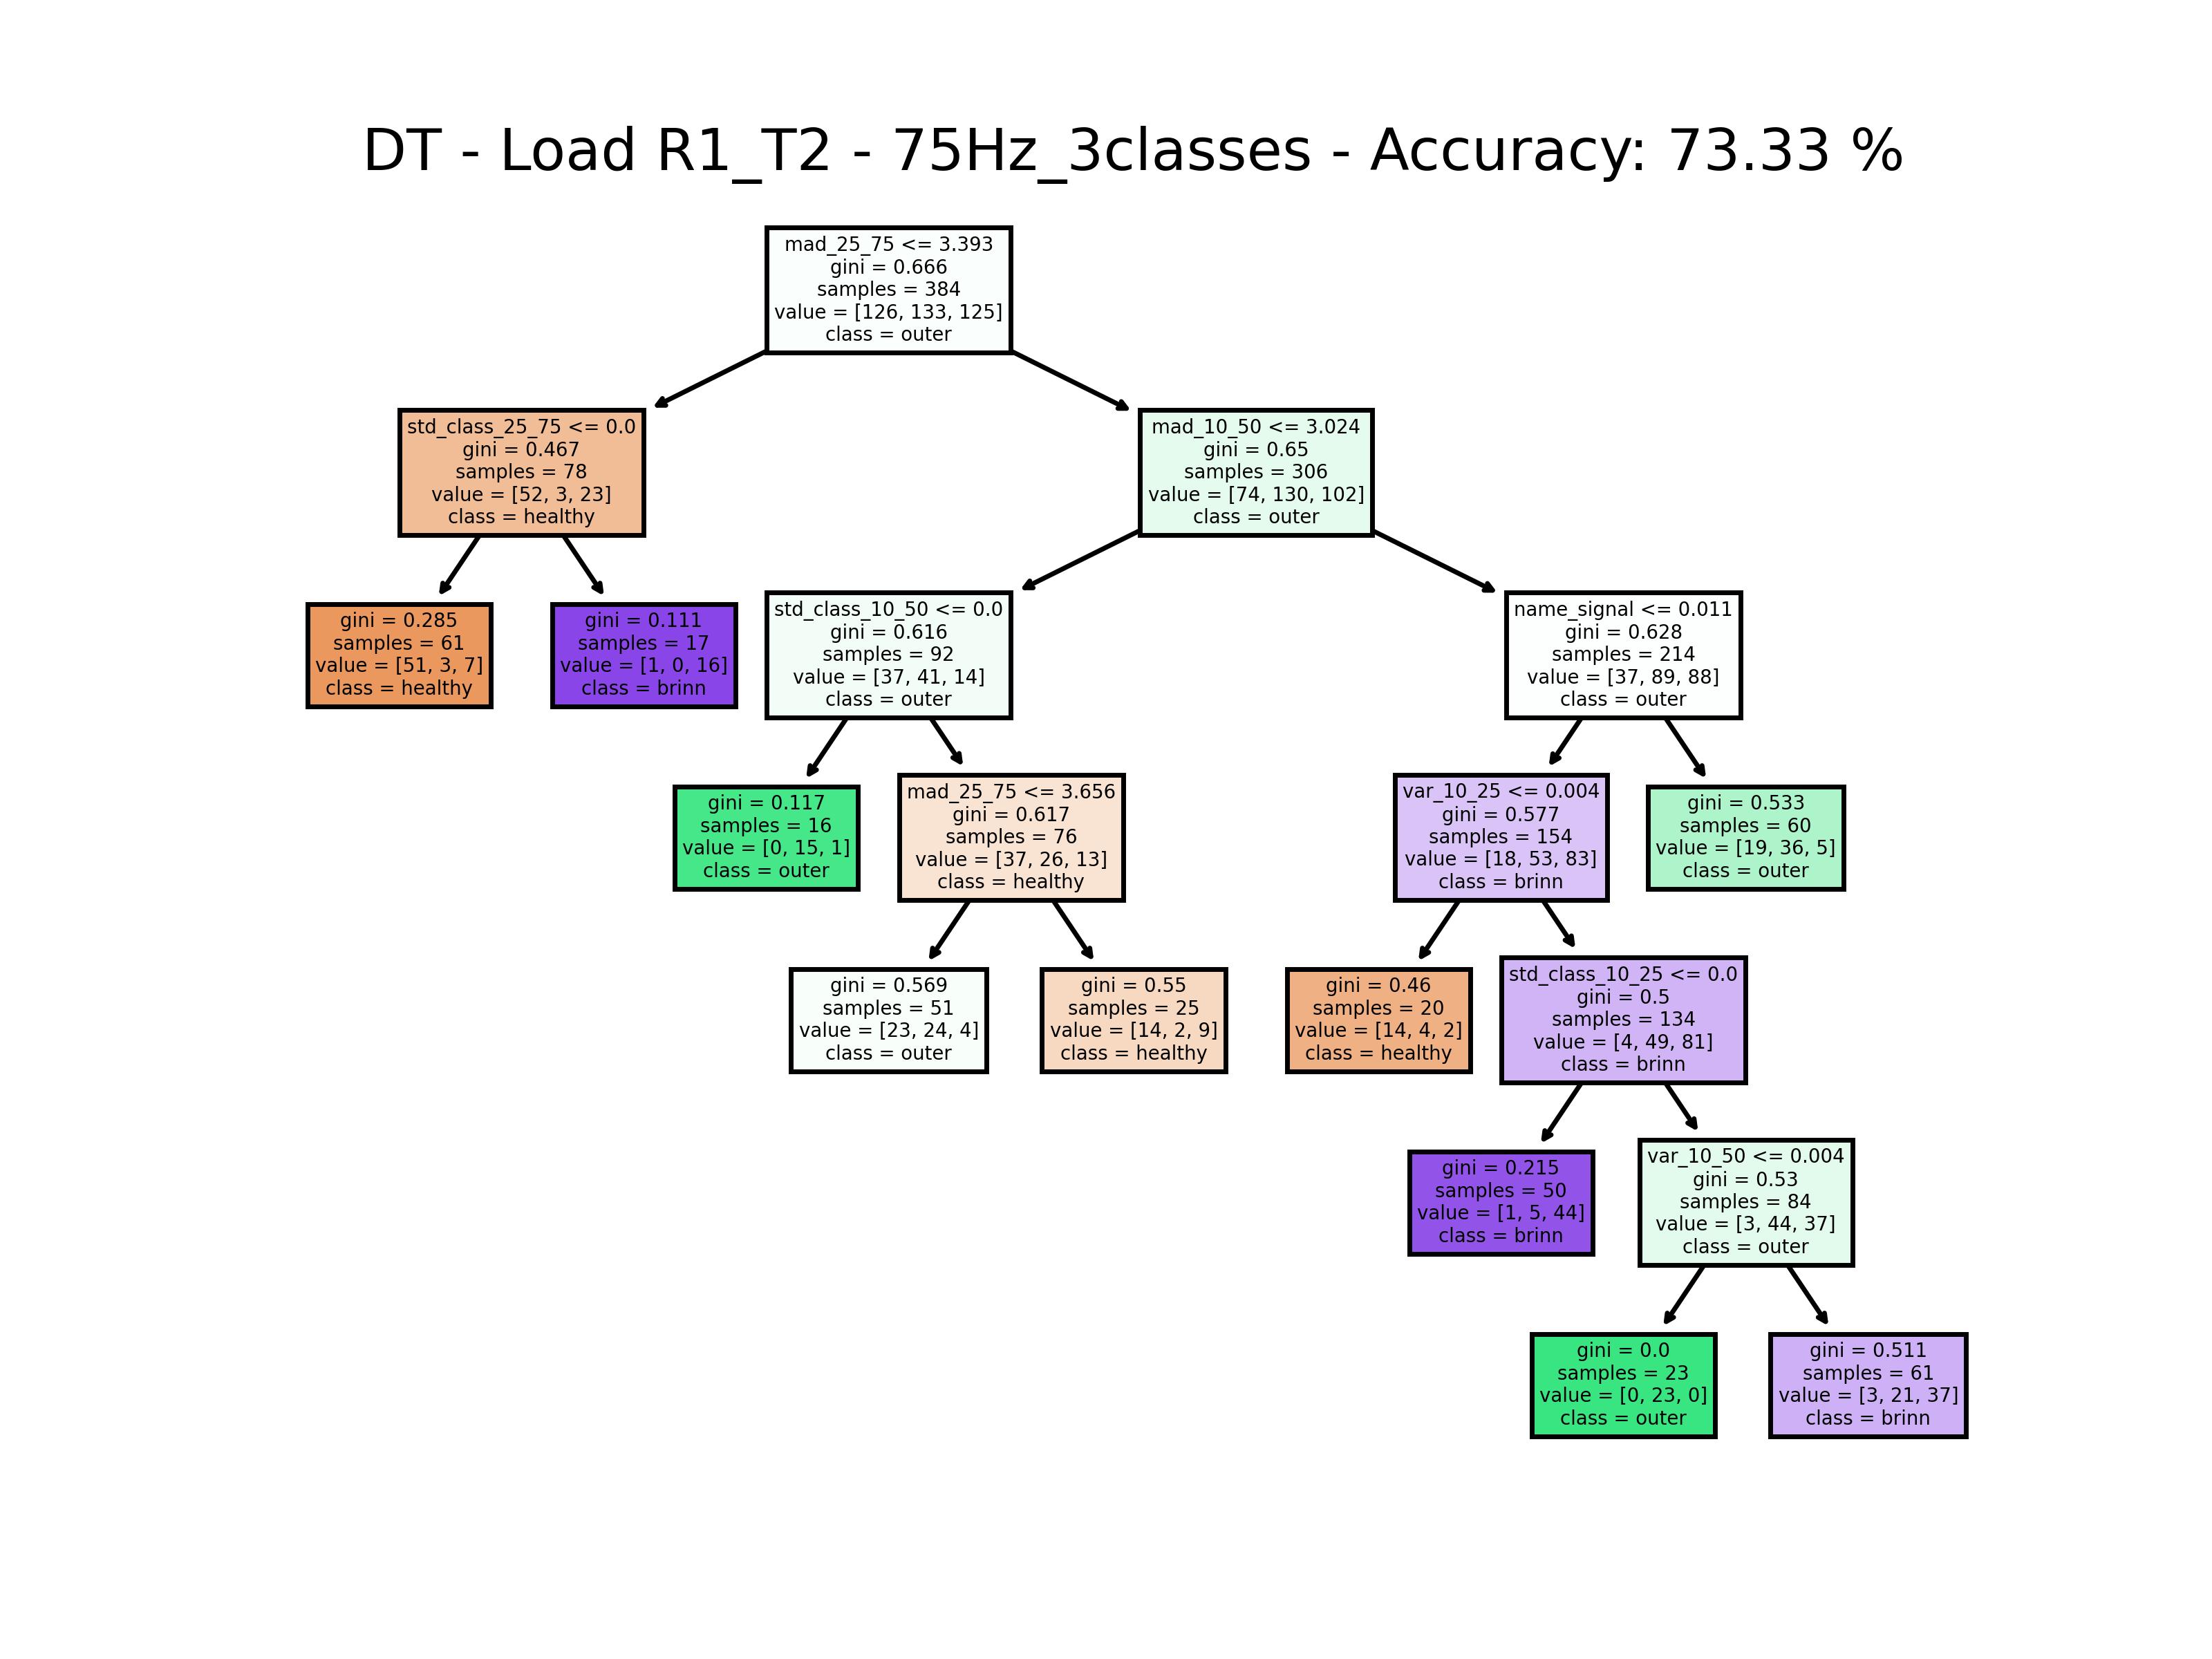 DT - Load R1_T2 - 75Hz_3classes - Accuracy: 73.33 %
mad_25_75 <= 3.393
gini = 0.666
samples = 384
value = [126, 133, 125]
class = outer
std_class_25_75 <= 0.0
gini = 0.467
samples = 78
value = [52, 3, 23]
class = healthy
mad_10_50 <= 3.024
gini = 0.65
samples = 306
value = [74, 130, 102]
class = outer
gini = 0.285
samples = 61
value = [51, 3, 7]
class = healthy
gini = 0.111
samples = 17
value = [1, 0, 16]
class = brinn
std_class_10_50 <= 0.0
gini = 0.616
samples = 92
value = [37, 41, 14]
class = outer
name_signal <= 0.011
gini = 0.628
samples = 214
value = [37, 89, 88]
class = outer
gini = 0.117
samples = 16
value = [0, 15, 1]
class = outer
mad_25_75 <= 3.656
gini = 0.617
samples = 76
value = [37, 26, 13]
class = healthy
var_10_25 <= 0.004
gini = 0.577
samples = 154
value = [18, 53, 83]
class = brinn
gini = 0.533
samples = 60
value = [19, 36, 5]
class = outer
gini = 0.569
samples = 51
value = [23, 24, 4]
class = outer
gini = 0.55
samples = 25
value = [14, 2, 9]
class = healthy
gini = 0.46
samples = 20
value = [14, 4, 2]
class = healthy
std_class_10_25 <= 0.0
gini = 0.5
samples = 134
value = [4, 49, 81]
class = brinn
gini = 0.215
samples = 50
value = [1, 5, 44]
class = brinn
var_10_50 <= 0.004
gini = 0.53
samples = 84
value = [3, 44, 37]
class = outer
gini = 0.0
samples = 23
value = [0, 23, 0]
class = outer
gini = 0.511
samples = 61
value = [3, 21, 37]
class = brinn